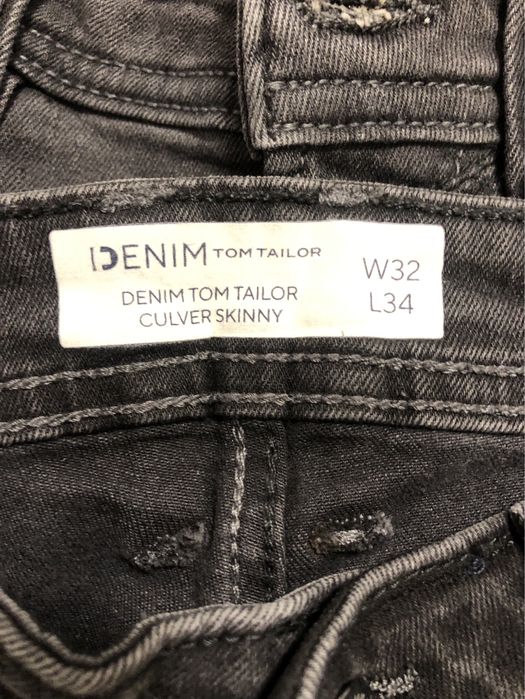 DENIM TOM TAILOR
DENIM TOM TAILOR
CULVER SKINNY
W32
L34